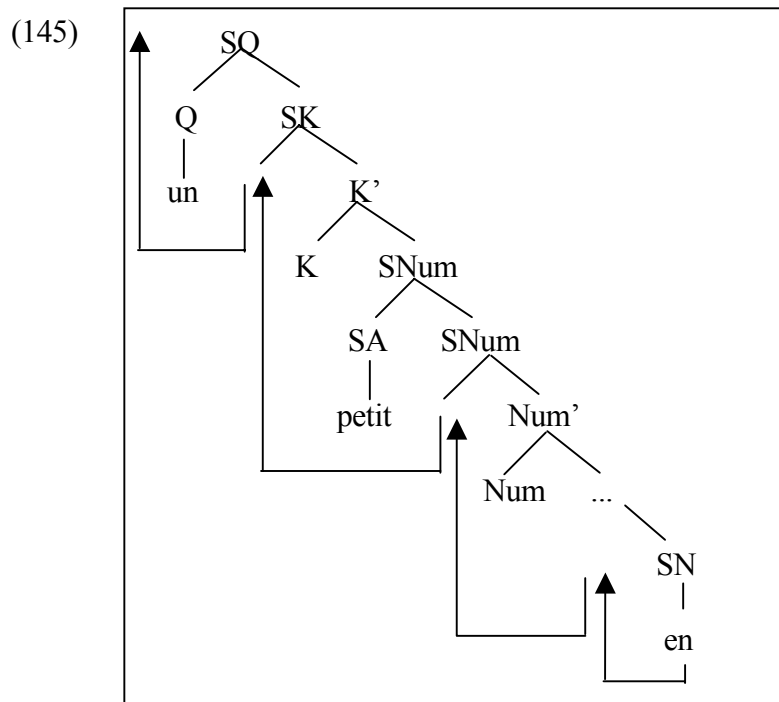 (145)
SQ
Q SK
un K’
K SNum
SA SNum
petit Num’
Num ...
SN
en